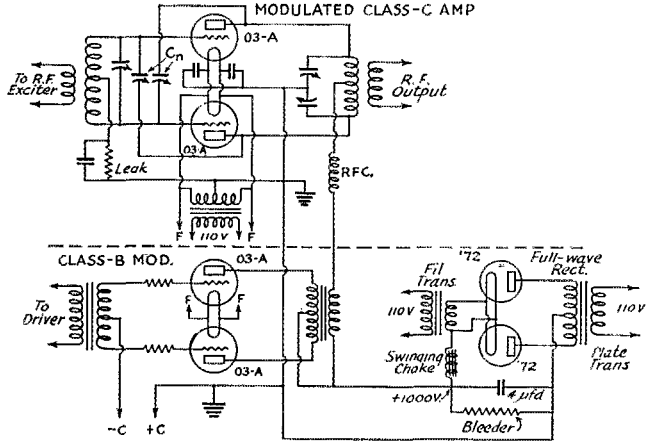 MODULATED CLASS-C AMP
03-A
Cn
To R.F.
Exciter
R.F.
Output
03-A
Leak
RFC.
F 110V F
CLASS-B MOD.
03-A
'72
Full-wave
Rect.
Fil
Trans.
To
Driver
F F
110V
110V
Swinging
Choke
'72
Plate
Trans
03-A
+1000V.
4 µfd
Bleeder
-C +C